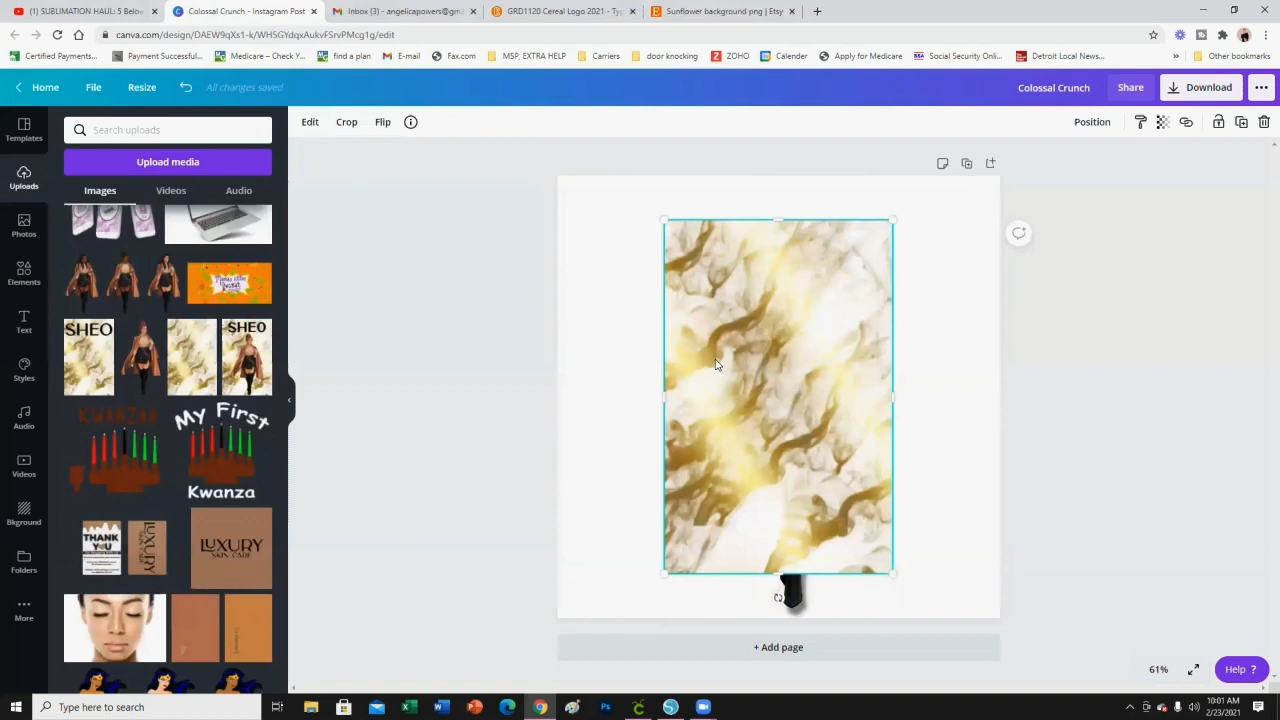 (1) SUBLIMATION HAUL: 5 Below
Colossal Crunch - Instagram Post
Inbox (3) - angelicapowers@gm
GRD1120 Cereal Logo 2021 - Typ
Sunflower background png | Etsy
canva.com/design/DAEW9qXs1-k/WH5GYdqxAukvFSrvPMcg1g/edit
Certified Payments...
Payment Successful...
Medicare – Check Y...
find a plan
E-mail
Fax.com
MSP, EXTRA HELP
Carriers
door knocking
ZOHO
Calender
Apply for Medicare
Social Security Onli...
Detroit Local News...
»
Other bookmarks
Home
File
Resize
All changes saved
Colossal Crunch
Share
Download
Edit
Crop
Flip
Position
Templates
Uploads
Photos
Elements
Text
Styles
Audio
Videos
Bkground
Folders
More
Search uploads
Upload media
Images
Videos
Audio
SHEO
SHEO
KWANZAA
My First
Kwanza
THANK
YOU
LUXURY
LUXURY
SKIN CARE
+ Add page
61%
Help ?
Type here to search
10:01 AM
2/23/2021